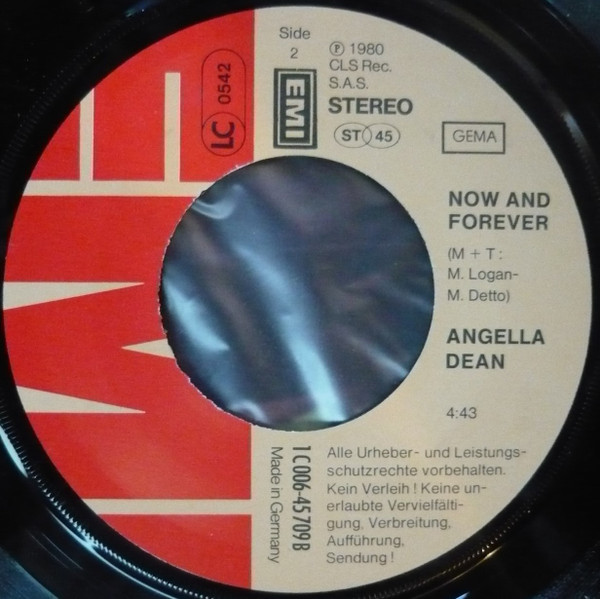 Side
2
℗ 1980
CLS Rec.
S.A.S.
STEREO
ST 45
EMI
LC 0542
GEMA
NOW AND
FOREVER
(M + T :
M. Logan-
M. Detto)
ANGELLA
DEAN
4:43
1C 006-45 709 B
Made in Germany
Alle Urheber- und Leistungs-
schutzrechte vorbehalten.
Kein Verleih ! Keine un-
erlaubte Vervielfälti-
gung, Verbreitung,
Aufführung,
Sendung !
EMI